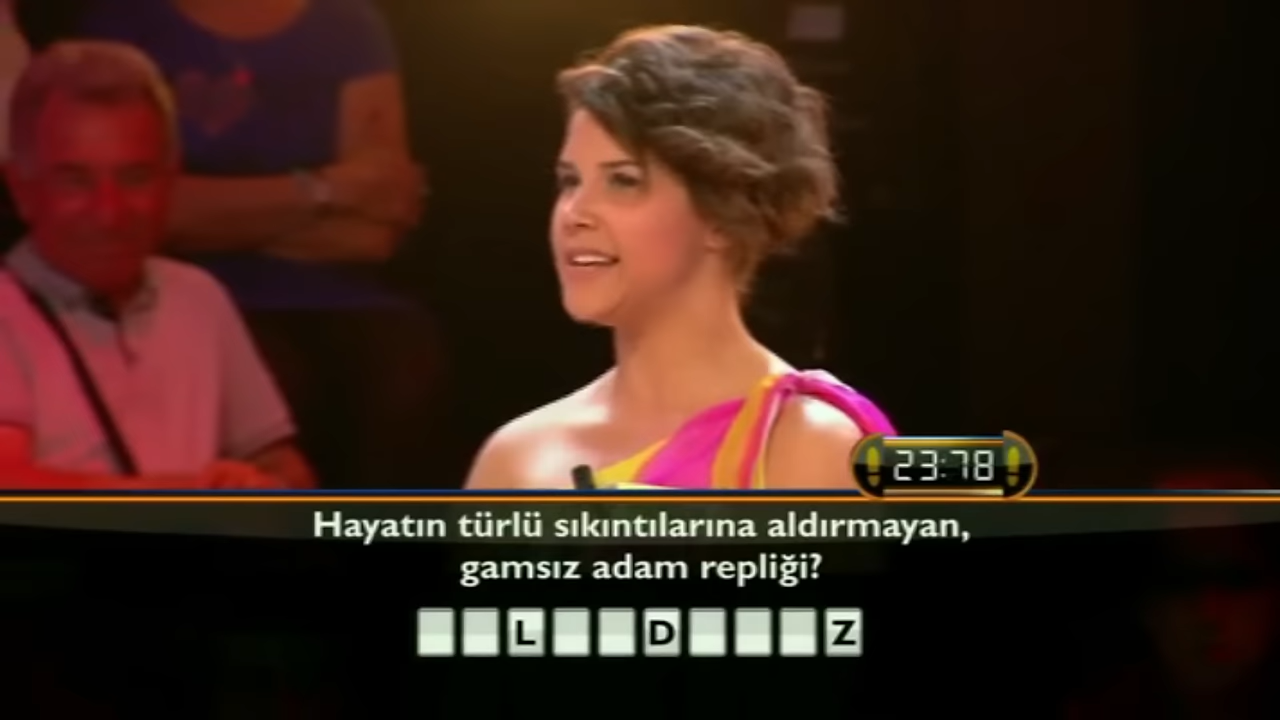 23:78
Hayatın türlü sıkıntılarına aldırmayan,
gamsız adam repliği?
L D Z